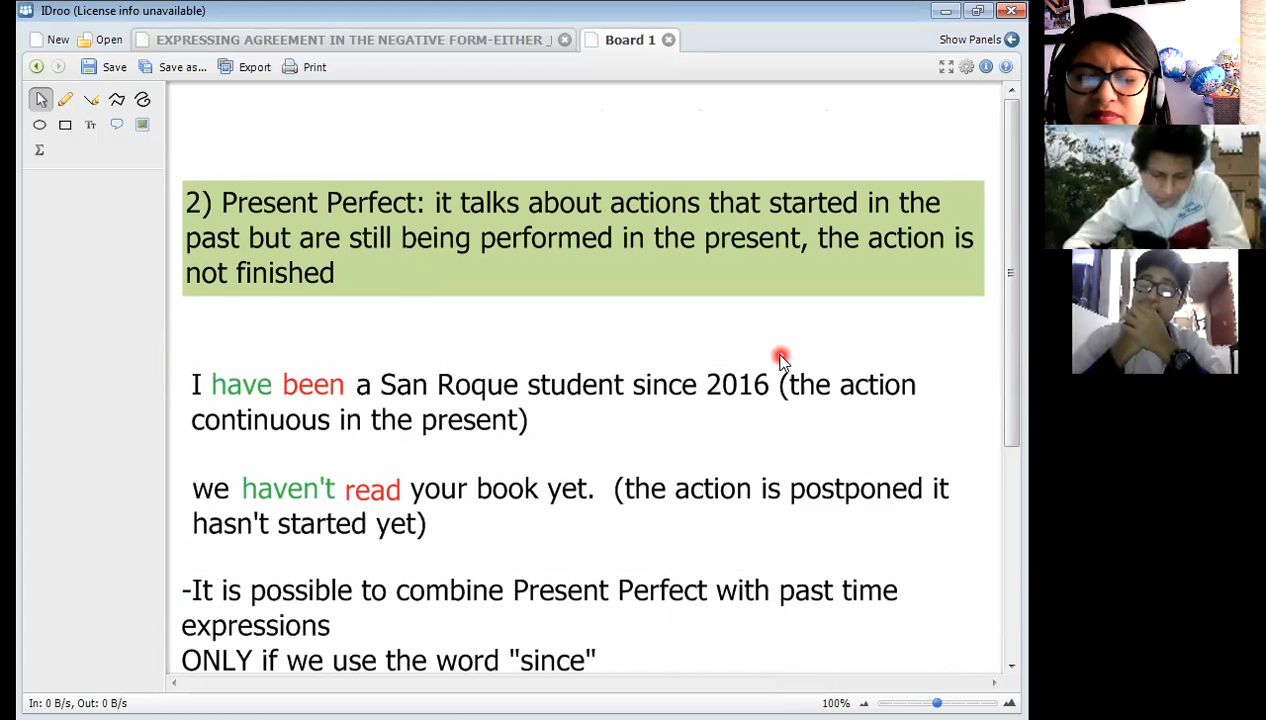 IDroo (License info unavailable)
New Open EXPRESSING AGREEMENT IN THE NEGATIVE FORM-EITHER Board 1 Show Panels
Save Save as... Export Print
Tr
Σ
2) Present Perfect: it talks about actions that started in the
past but are still being performed in the present, the action is
not finished
I have been a San Roque student since 2016 (the action
continuous in the present)
we haven't read your book yet. (the action is postponed it
hasn't started yet)
-It is possible to combine Present Perfect with past time
expressions
ONLY if we use the word "since"
In: 0 B/s, Out: 0 B/s 100%